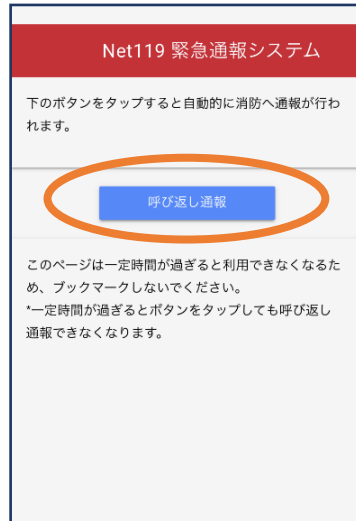 Net119 緊急通報システム
下のボタンをタップすると自動的に消防へ通報が行わ
れます。
呼び返し通報
このページは一定時間が過ぎると利用できなくなるた
め、ブックマークしないでください。
*一定時間が過ぎるとボタンをタップしても呼び返し
通報できなくなります。